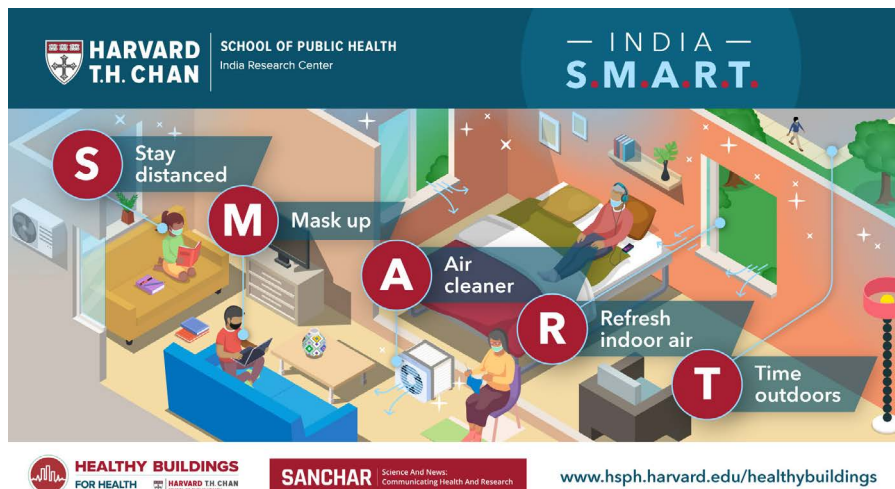 HARVARD
T.H. CHAN
SCHOOL OF PUBLIC HEALTH
India Research Center
— INDIA —
S.M.A.R.T.
S
Stay
distanced
M
Mask up
A
Air
cleaner
R
Refresh
indoor air
T
Time
outdoors
HEALTHY BUILDINGS
FOR HEALTH
HARVARD T.H. CHAN
SANCHAR
Science And News:
Communicating Health And Research
www.hsph.harvard.edu/healthybuildings